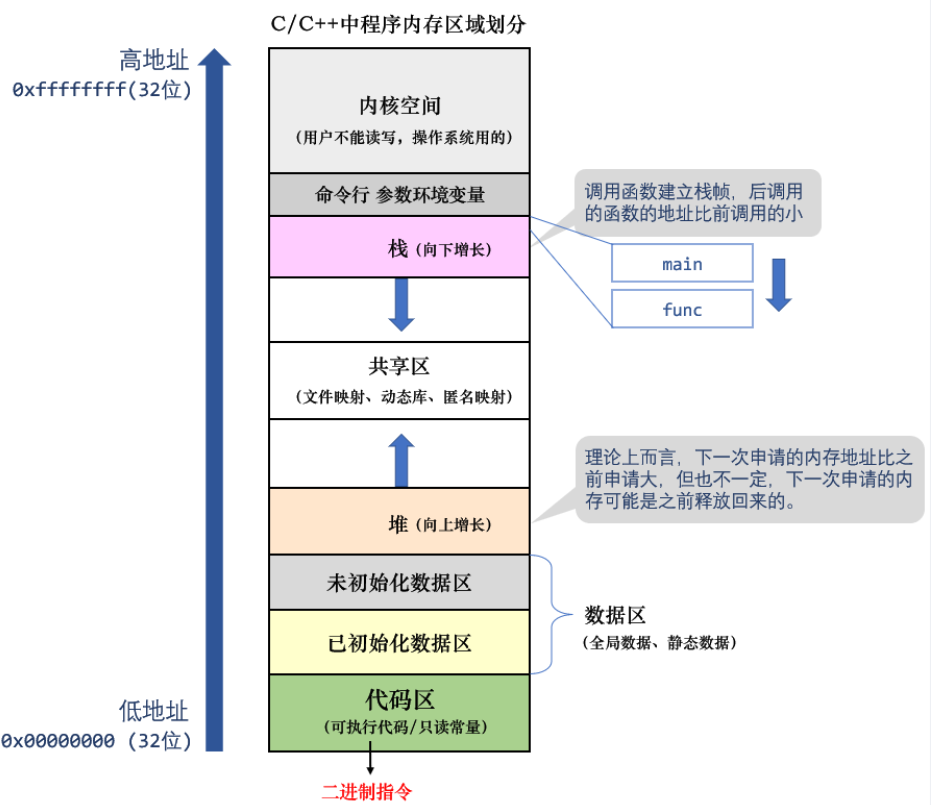 C/C++中程序内存区域划分
高地址
0xffffffff(32位)
内核空间
（用户不能读写，操作系统用的）
命令行 参数环境变量
调用函数建立栈帧，后调用
的函数的地址比前调用的小
栈（向下增长）
main
func
共享区
（文件映射、动态库、匿名映射）
理论上而言，下一次申请的内存地址比之
前申请大，但也不一定，下一次申请的内
存可能是之前释放回来的。
堆（向上增长）
未初始化数据区
数据区
（全局数据、静态数据）
已初始化数据区
代码区
（可执行代码/只读常量）
低地址
0x00000000 (32位)
二进制指令